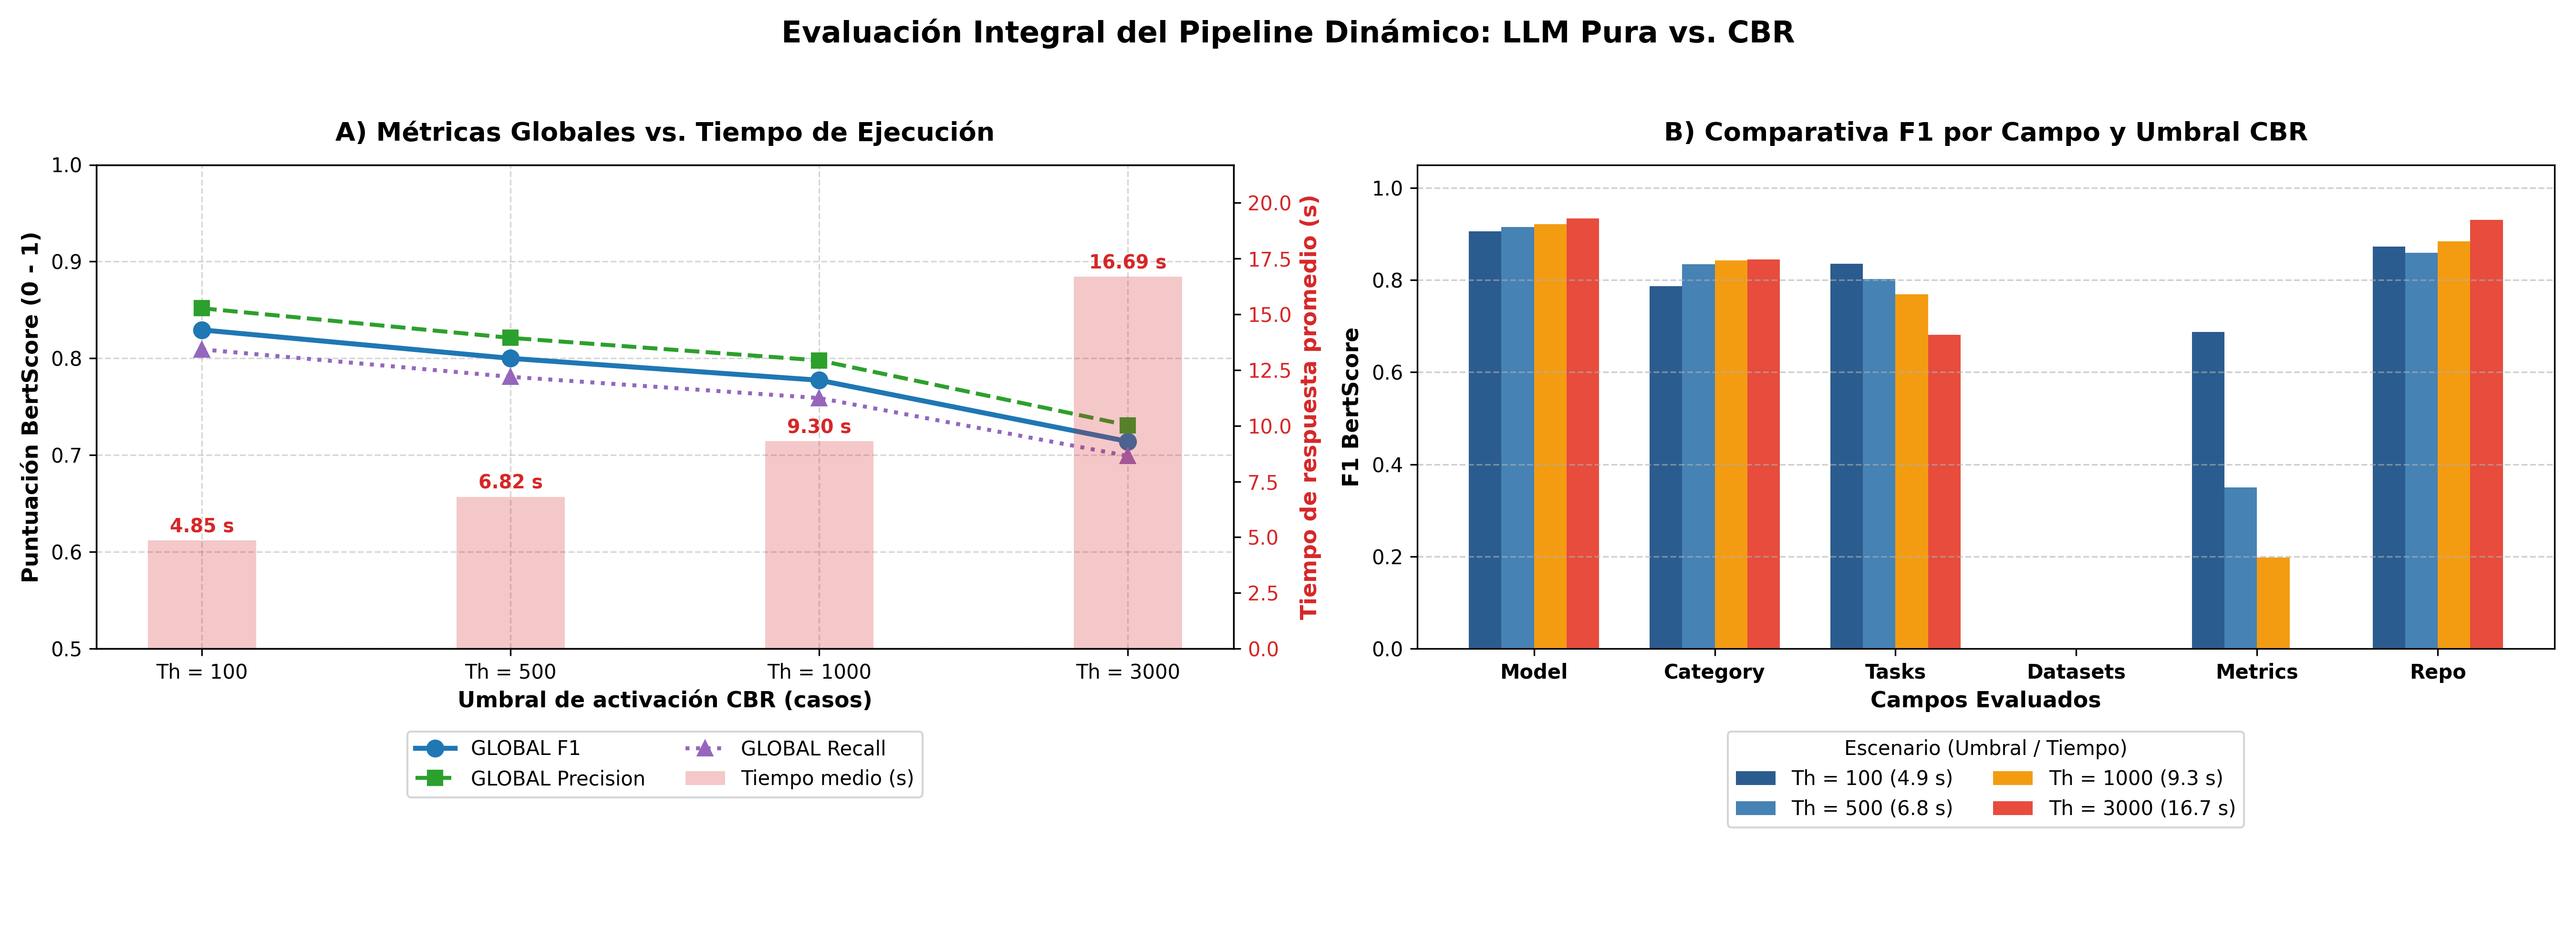 Evaluación Integral del Pipeline Dinámico: LLM Pura vs. CBR
A) Métricas Globales vs. Tiempo de Ejecución
Puntuación BertScore (0 - 1)
1.0
0.9
0.8
0.7
0.6
0.5
4.85 s
6.82 s
9.30 s
16.69 s
20.0
17.5
15.0
12.5
10.0
7.5
5.0
2.5
0.0
Tiempo de respuesta promedio (s)
Th = 100
Th = 500
Th = 1000
Th = 3000
Umbral de activación CBR (casos)
GLOBAL F1
GLOBAL Precision
GLOBAL Recall
Tiempo medio (s)
B) Comparativa F1 por Campo y Umbral CBR
F1 BertScore
1.0
0.8
0.6
0.4
0.2
0.0
Model
Category
Tasks
Datasets
Metrics
Repo
Campos Evaluados
Escenario (Umbral / Tiempo)
Th = 100 (4.9 s)
Th = 500 (6.8 s)
Th = 1000 (9.3 s)
Th = 3000 (16.7 s)